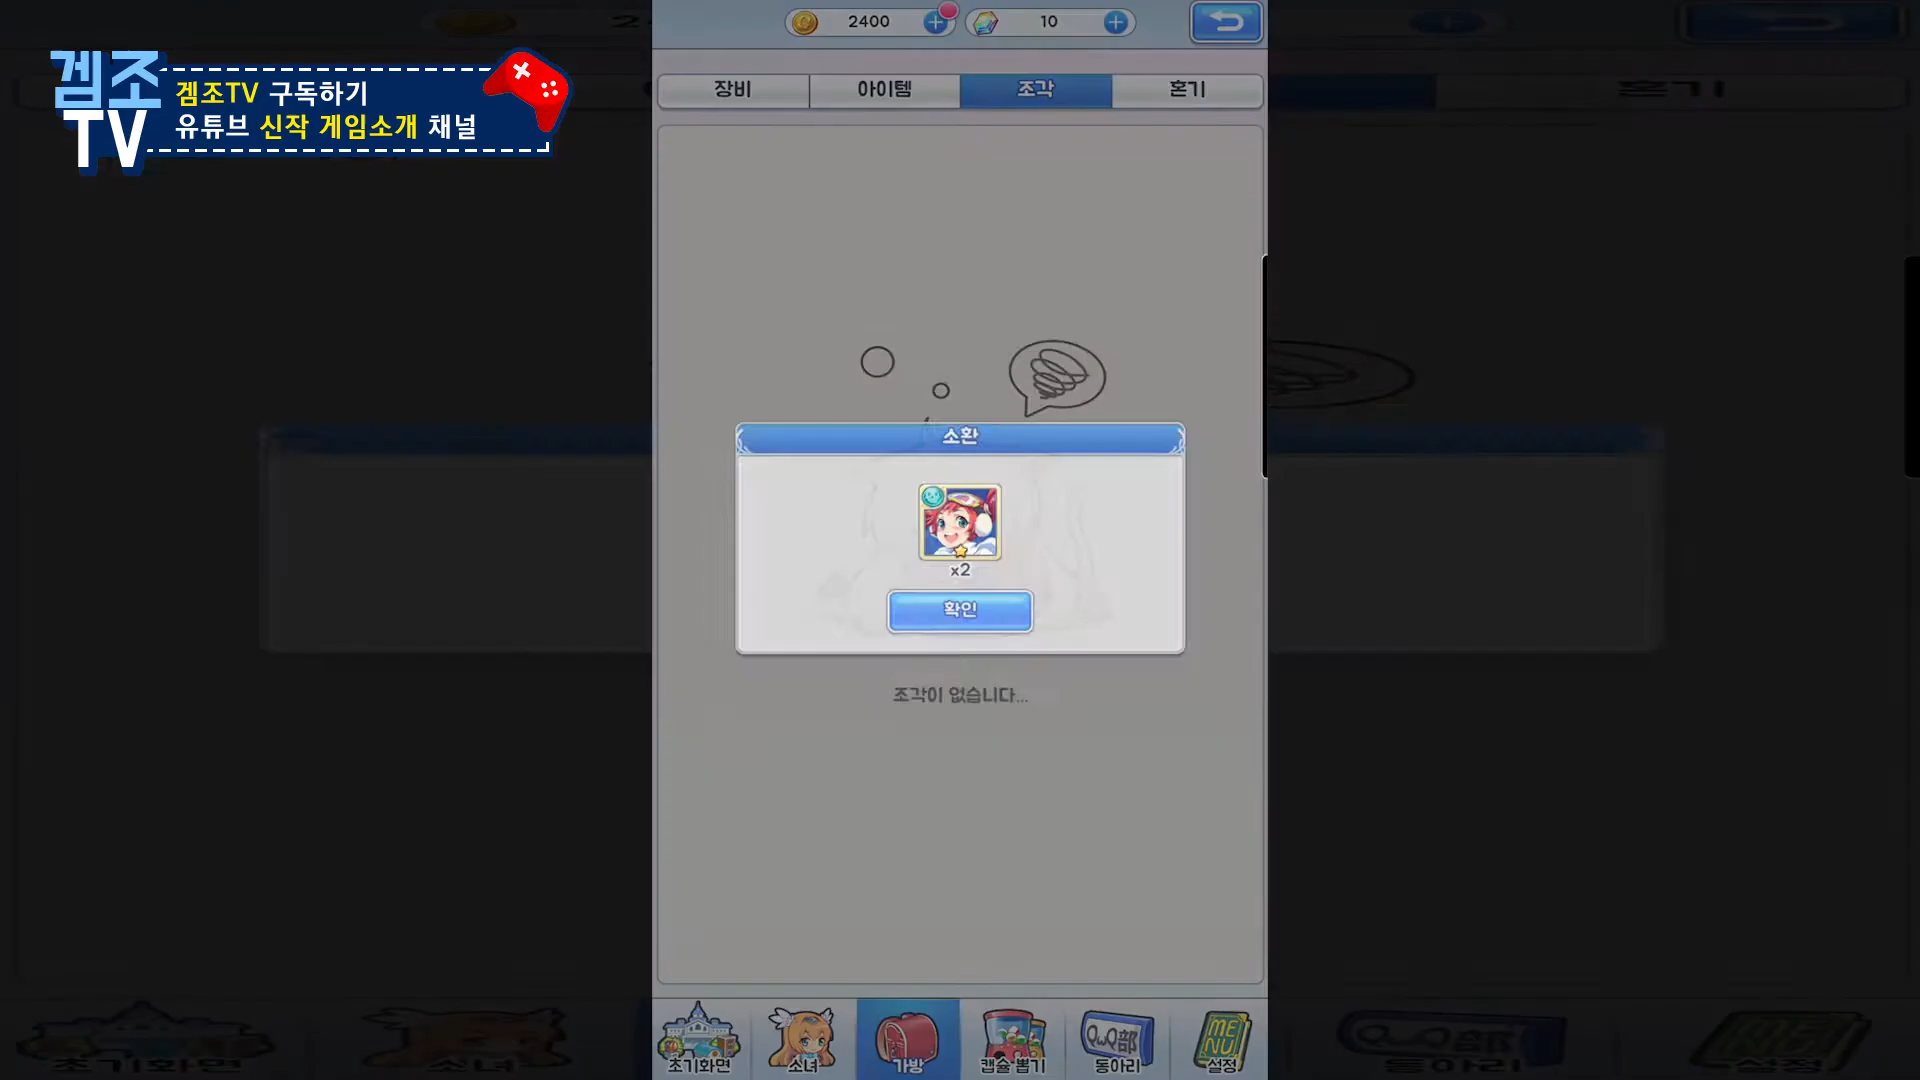 겜조
TV
겜조TV 구독하기
유튜브 신작 게임소개 채널
2400
10
장비
아이템
조각
혼기
소환
x2
확인
조각이 없습니다...
초기화면
소녀
가방
캡슐 뽑기
QwQ部
동아리
MENU
설정